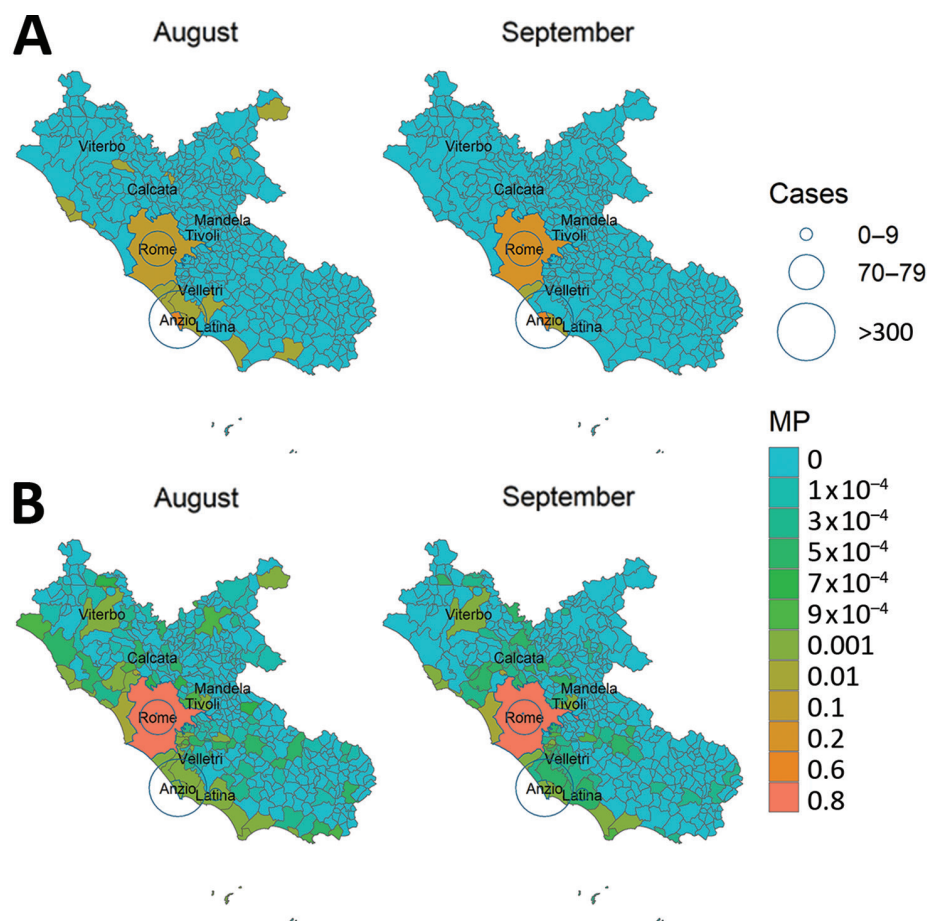 A
August
September
Viterbo
Calcata
Mandela
Tivoli
Rome
Velletri
Anzio
Latina
Viterbo
Calcata
Mandela
Tivoli
Rome
Velletri
Anzio
Latina
Cases
0–9
70–79
>300
MP
0
1x10⁻⁴
3x10⁻⁴
5x10⁻⁴
7x10⁻⁴
9x10⁻⁴
0.001
0.01
0.1
0.2
0.6
0.8
B
August
September
Viterbo
Calcata
Mandela
Tivoli
Rome
Velletri
Anzio
Latina
Viterbo
Calcata
Mandela
Tivoli
Rome
Velletri
Anzio
Latina